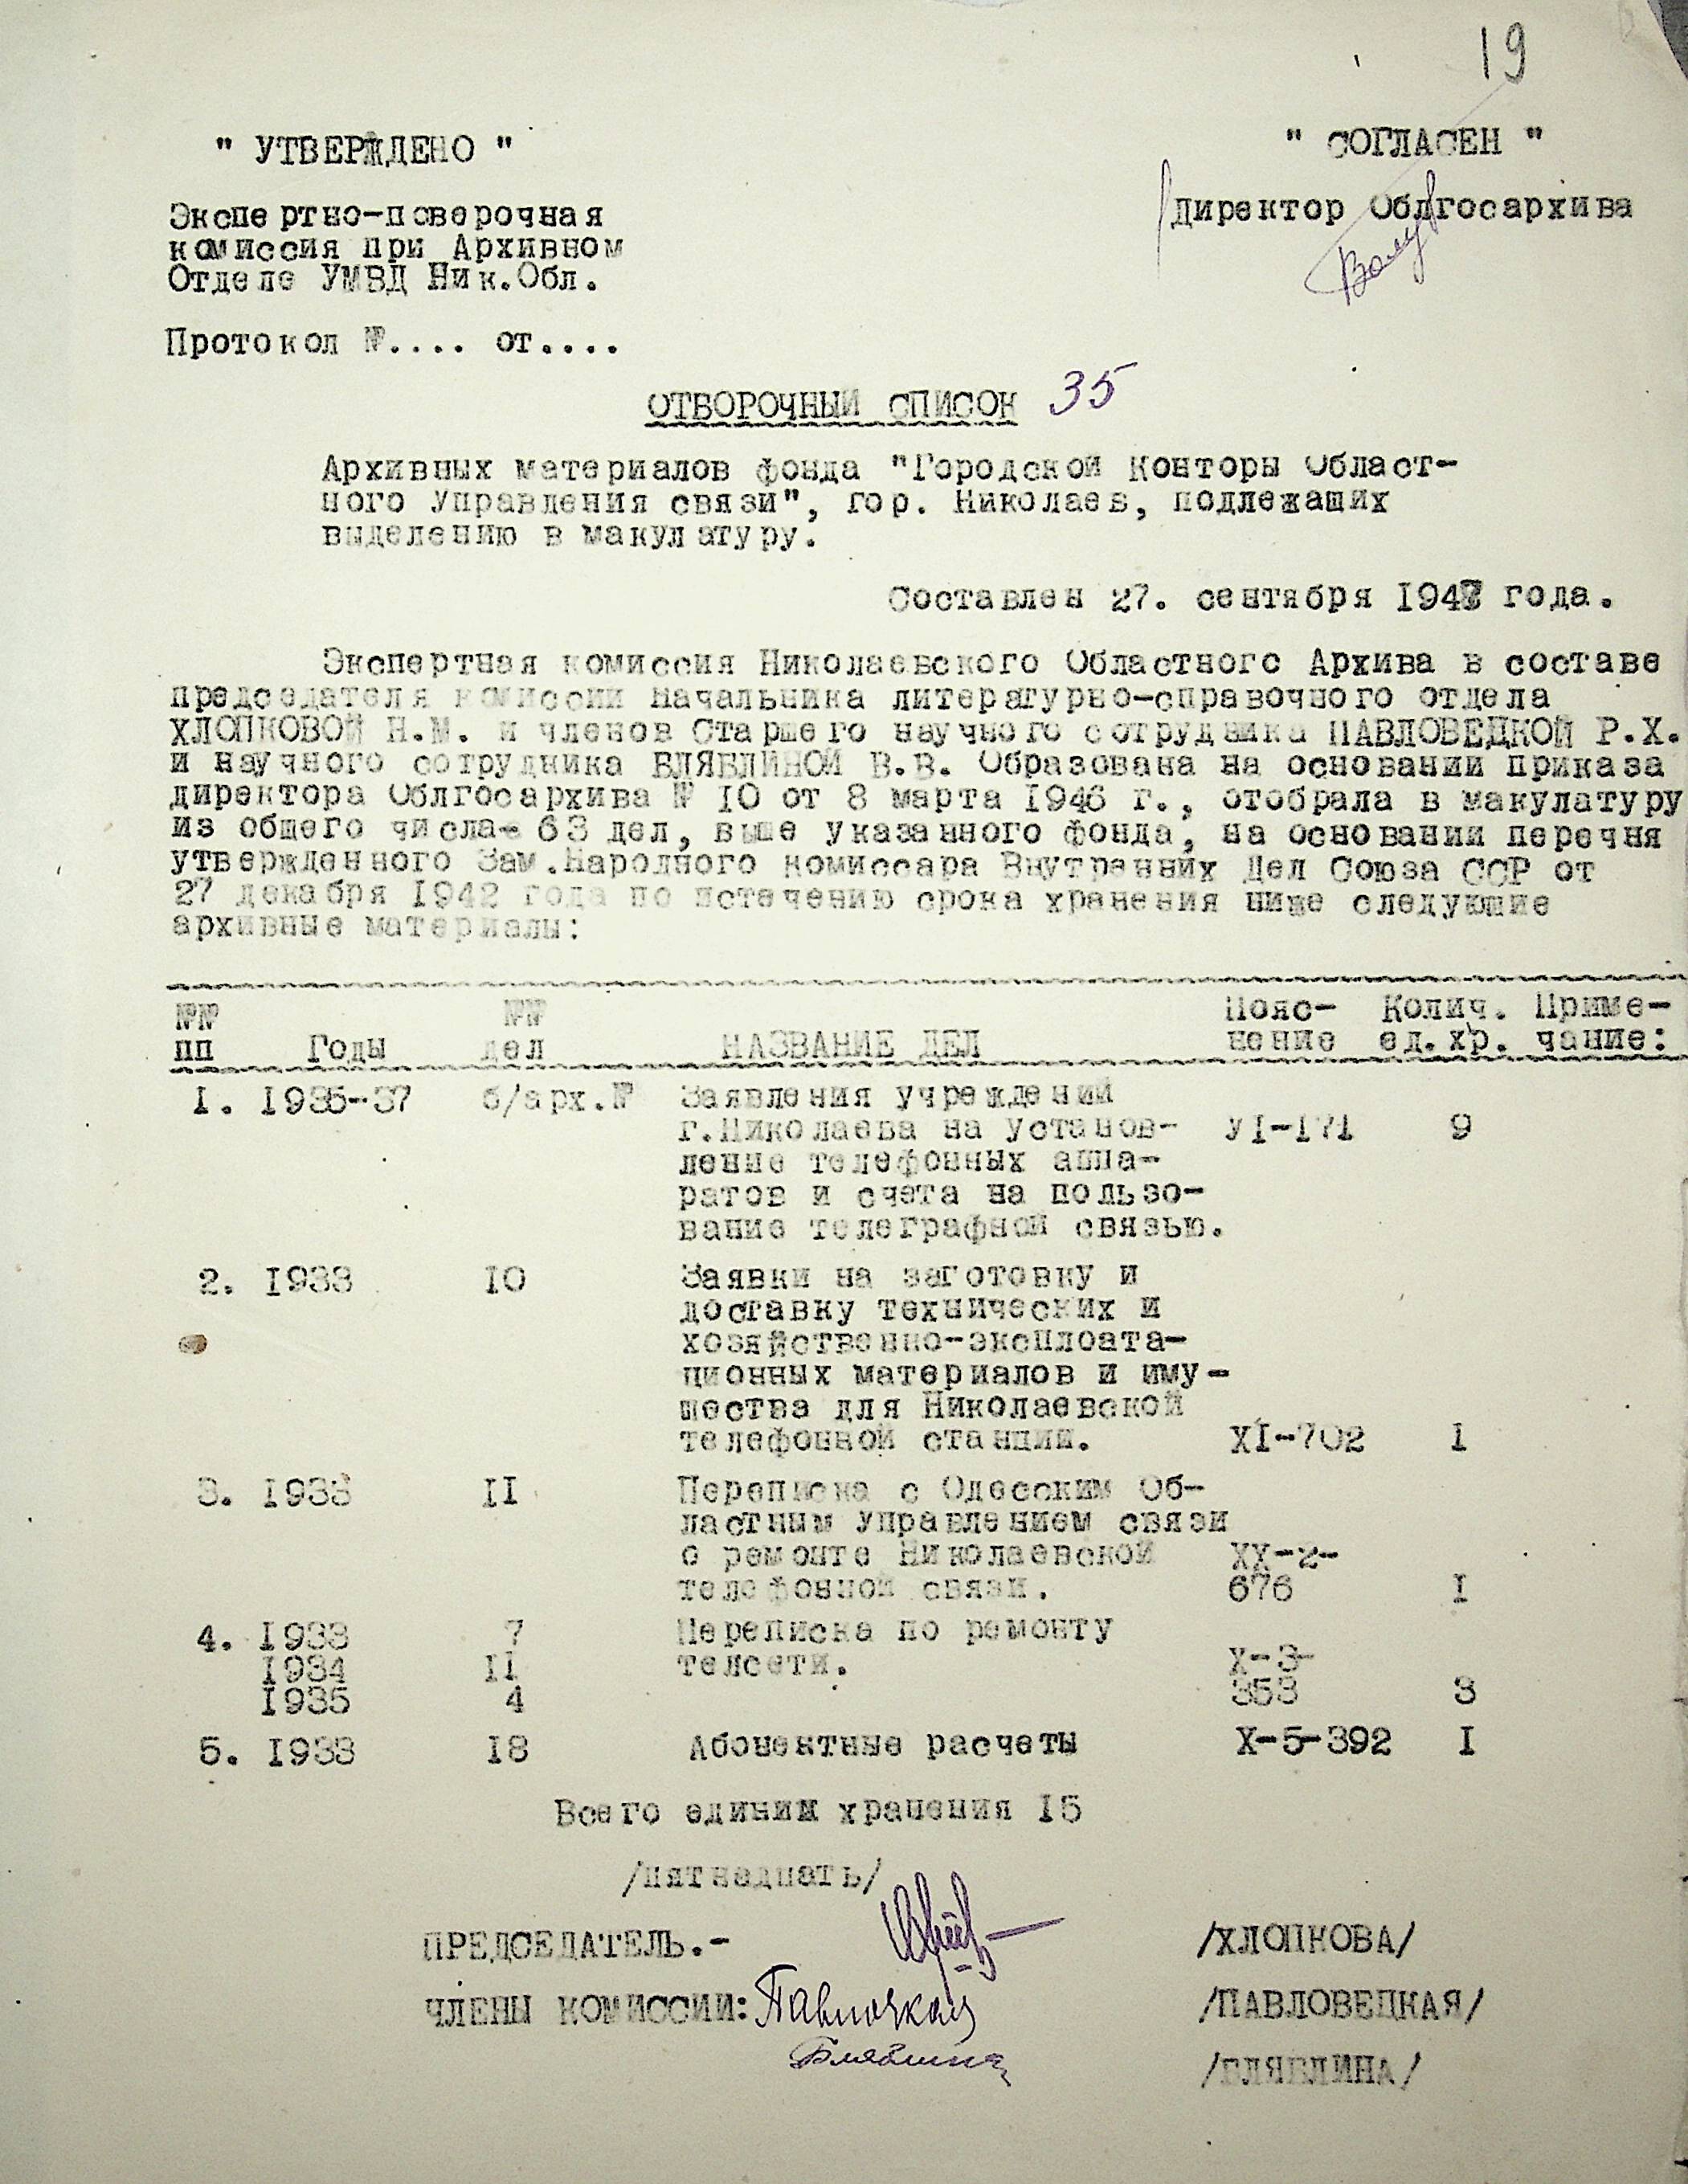 19
" УТВЕРЖДЕНО "
" СОГЛАСЕН "
Экспертно-поверочная
комиссия при Архивном
Отделе УМВД Ник.Обл.
Директор Облгосархива
Протокол №.... от....
ОТБОРОЧНЫЙ СПИСОК 35
Архивных материалов фонда "Городской Конторы Област-
ного Управления связи", гор. Николаев, подлежащих
выделению в макулатуру.
Составлен 27. сентября 1947 года.
Экспертная комиссия Николаевского Областного Архива в составе
председателя комиссии Начальника литературно-справочного отдела
ХЛОПКОВОЙ Н.М. и членов Старшего научного сотрудника ПАВЛОВЕЦКОЙ Р.Х.
и научного сотрудника БЛЯБЛИНОЙ В.В. Образована на основании приказа
директора Облгосархива № 10 от 8 марта 1946 г., отобрала в макулатуру
из общего числа- 63 дел, выше указанного фонда, на основании перечня
утвержденного Зам.Народного Комиссара Внутренних Дел Союза ССР от
27 декабря 1942 года по истечению срока хранения ниже следующие
архивные материалы:
№№ №№ Пояс- Колич. Приме-
пп Годы дел НАЗВАНИЕ ДЕЛ нение ед.хр. чание:
1. 1935-37 б/арх.№ Заявления учреждений
г.Николаева на установ- УI-171 9
ление телефонных аппа-
ратов и счета на пользо-
вание телеграфной связью.
2. 1933 10 Заявки на заготовку и
доставку технических и
хозяйственно-эксплоата-
ционных материалов и иму-
щества для Николаевской
телефонной станции. XI-702 1
3. 1933 II Переписка с Одесским Об-
ластным Управлением связи
о ремонте Николаевской XX-2-
телефонной связи. 676 I
4. 1933 7 Переписка по ремонту
1934 II телсети. X-3-
1935 4 353 3
5. 1933 18 Абонентные расчеты X-5-392 I
Всего единиц хранения 15
/пятнадцать/
ПРЕДСЕДАТЕЛЬ.- /ХЛОПКОВА/
ЧЛЕНЫ КОМИССИИ: /ПАВЛОВЕЦКАЯ/
Бляблина /БЛЯБЛИНА/